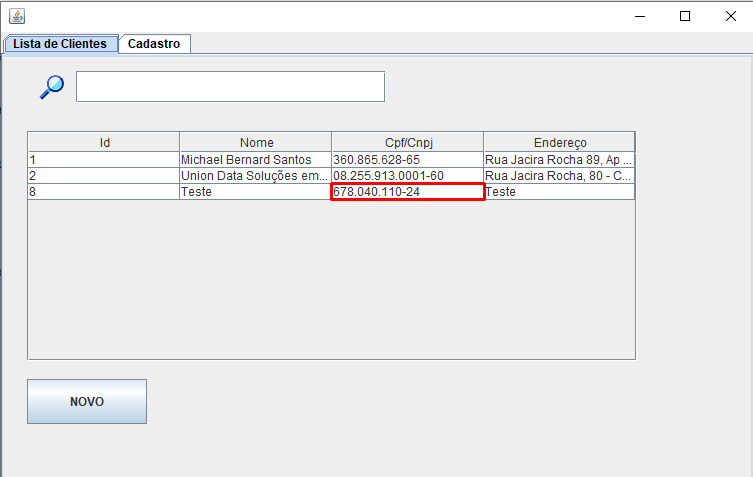 Lista de Clientes Cadastro
Id Nome Cpf/Cnpj Endereço
1 Michael Bernard Santos 360.865.628-65 Rua Jacira Rocha 89, Ap ...
2 Union Data Soluções em... 08.255.913.0001-60 Rua Jacira Rocha, 80 - C...
8 Teste 678.040.110-24 Teste
NOVO